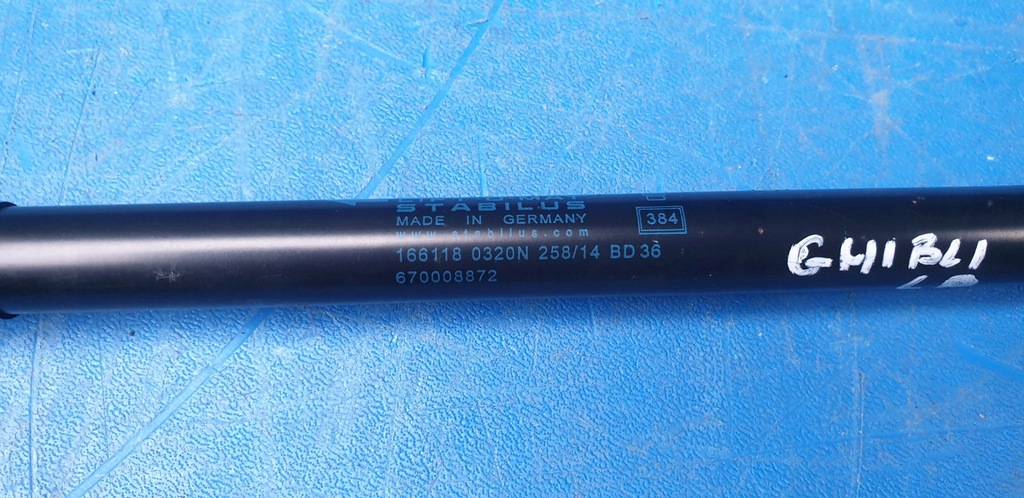 STABILUS
MADE IN GERMANY
www.stabilus.com
384
166118 0320N 258/14 BD 36
670008872
GHIBLI